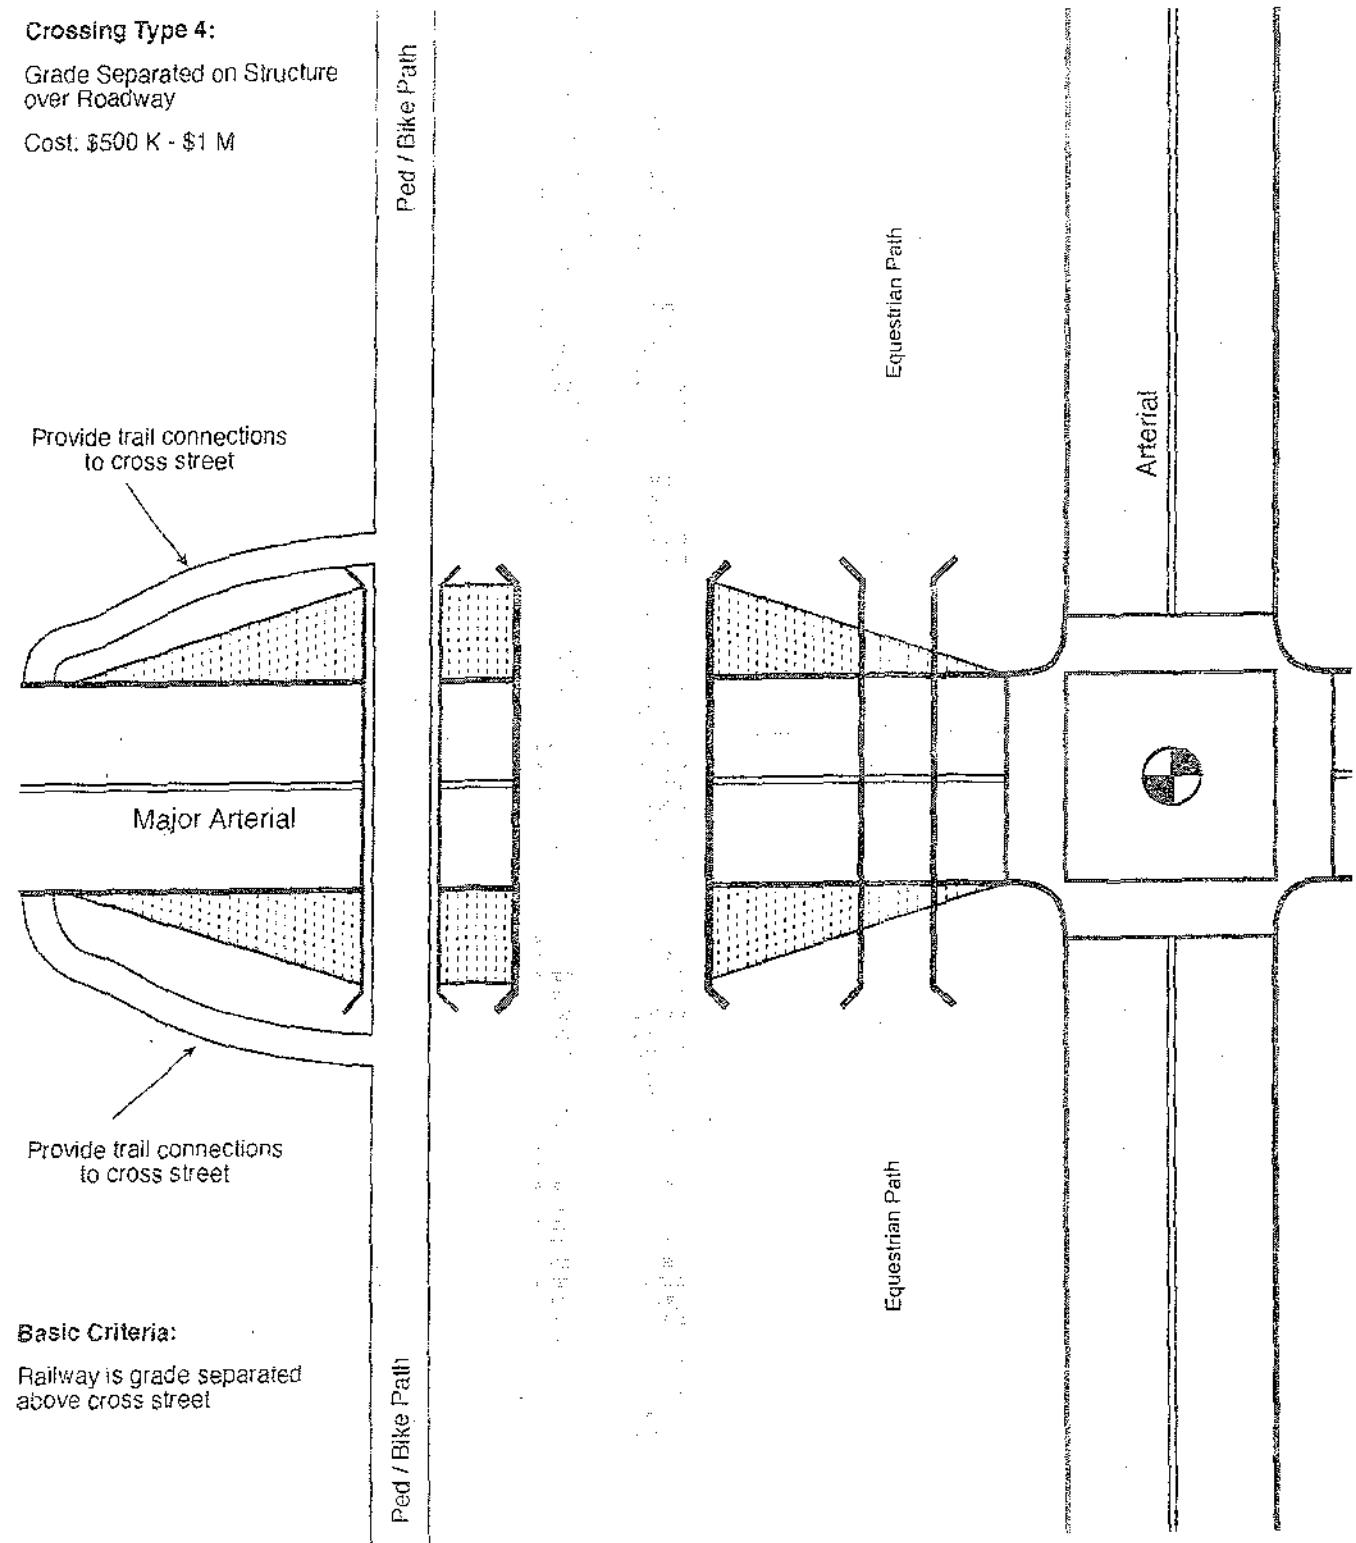 Crossing Type 4:
Grade Separated on Structure
over Roadway
Cost: $500 K - $1 M
Ped / Bike Path
Equestrian Path
Arterial
Provide trail connections
to cross street
Major Arterial
Provide trail connections
to cross street
Equestrian Path
Basic Criteria:
Railway is grade separated
above cross street
Ped / Bike Path